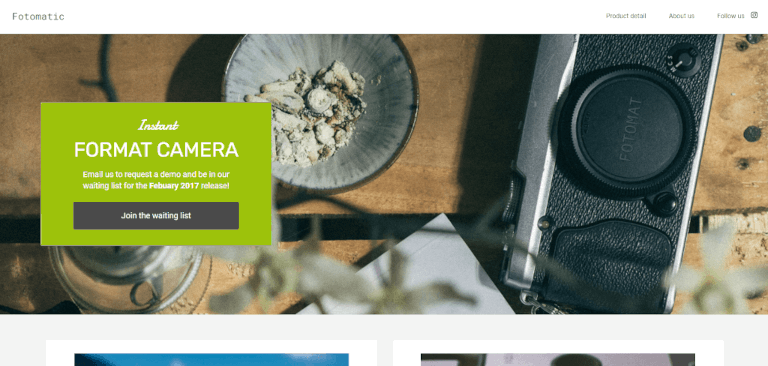 Fotomatic
Product detail
About us
Follow us
Instant
FORMAT CAMERA
Email us to request a demo and be in our
waiting list for the Febuary 2017 release!
Join the waiting list
FOTOMAT